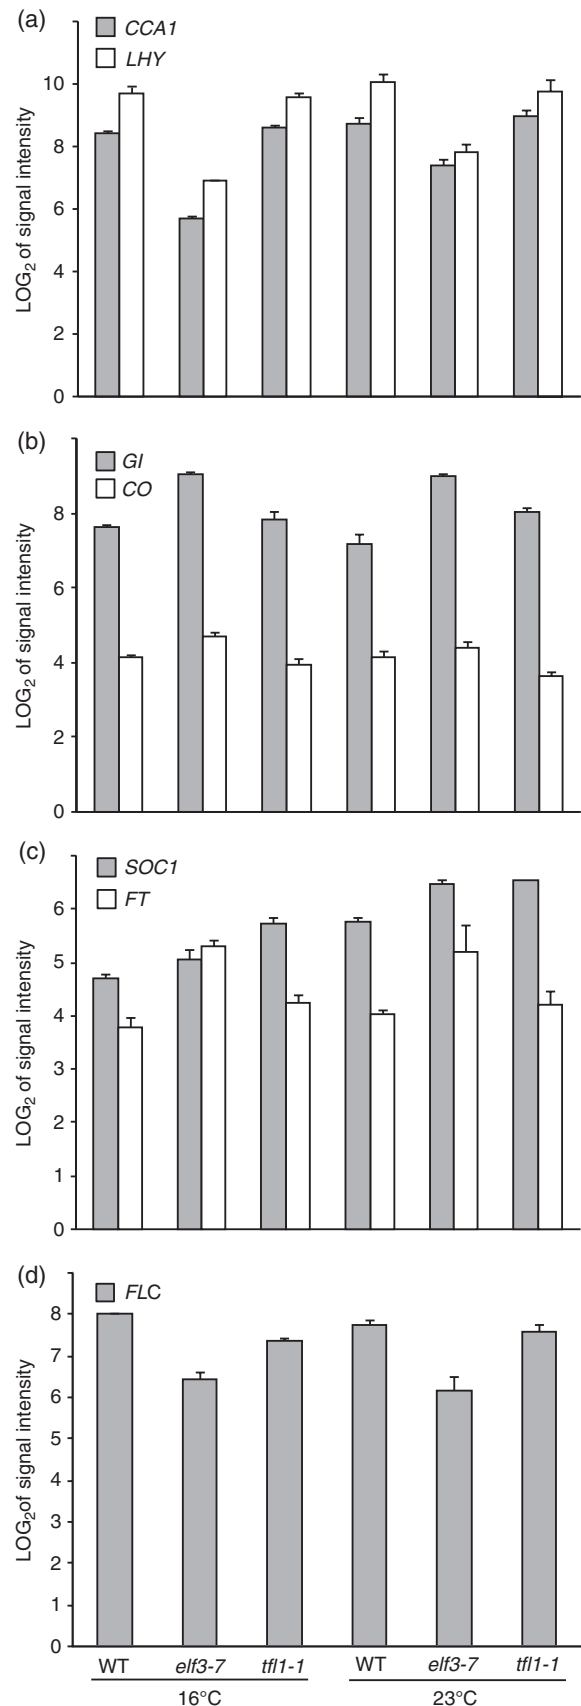 (a)
CCA1
LHY
LOG₂ of signal intensity
10
8
6
4
2
0
(b)
GI
CO
LOG₂ of signal intensity
8
6
4
2
0
(c)
SOC1
FT
LOG₂ of signal intensity
6
5
4
3
2
1
0
(d)
FLC
LOG₂of signal intensity
8
7
6
5
4
3
2
1
0
WT elf3-7 tfl1-1 WT elf3-7 tfl1-1
16°C 23°C